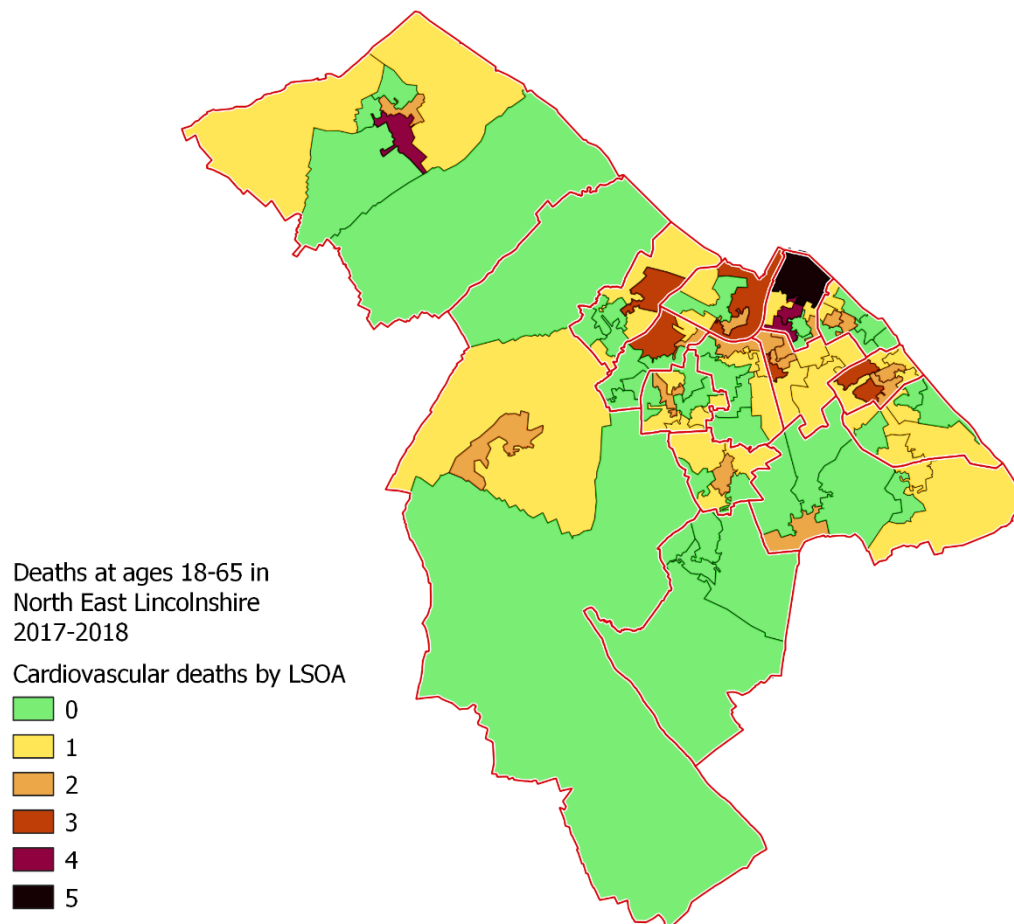 Deaths at ages 18-65 in
North East Lincolnshire
2017-2018
Cardiovascular deaths by LSOA
0
1
2
3
4
5